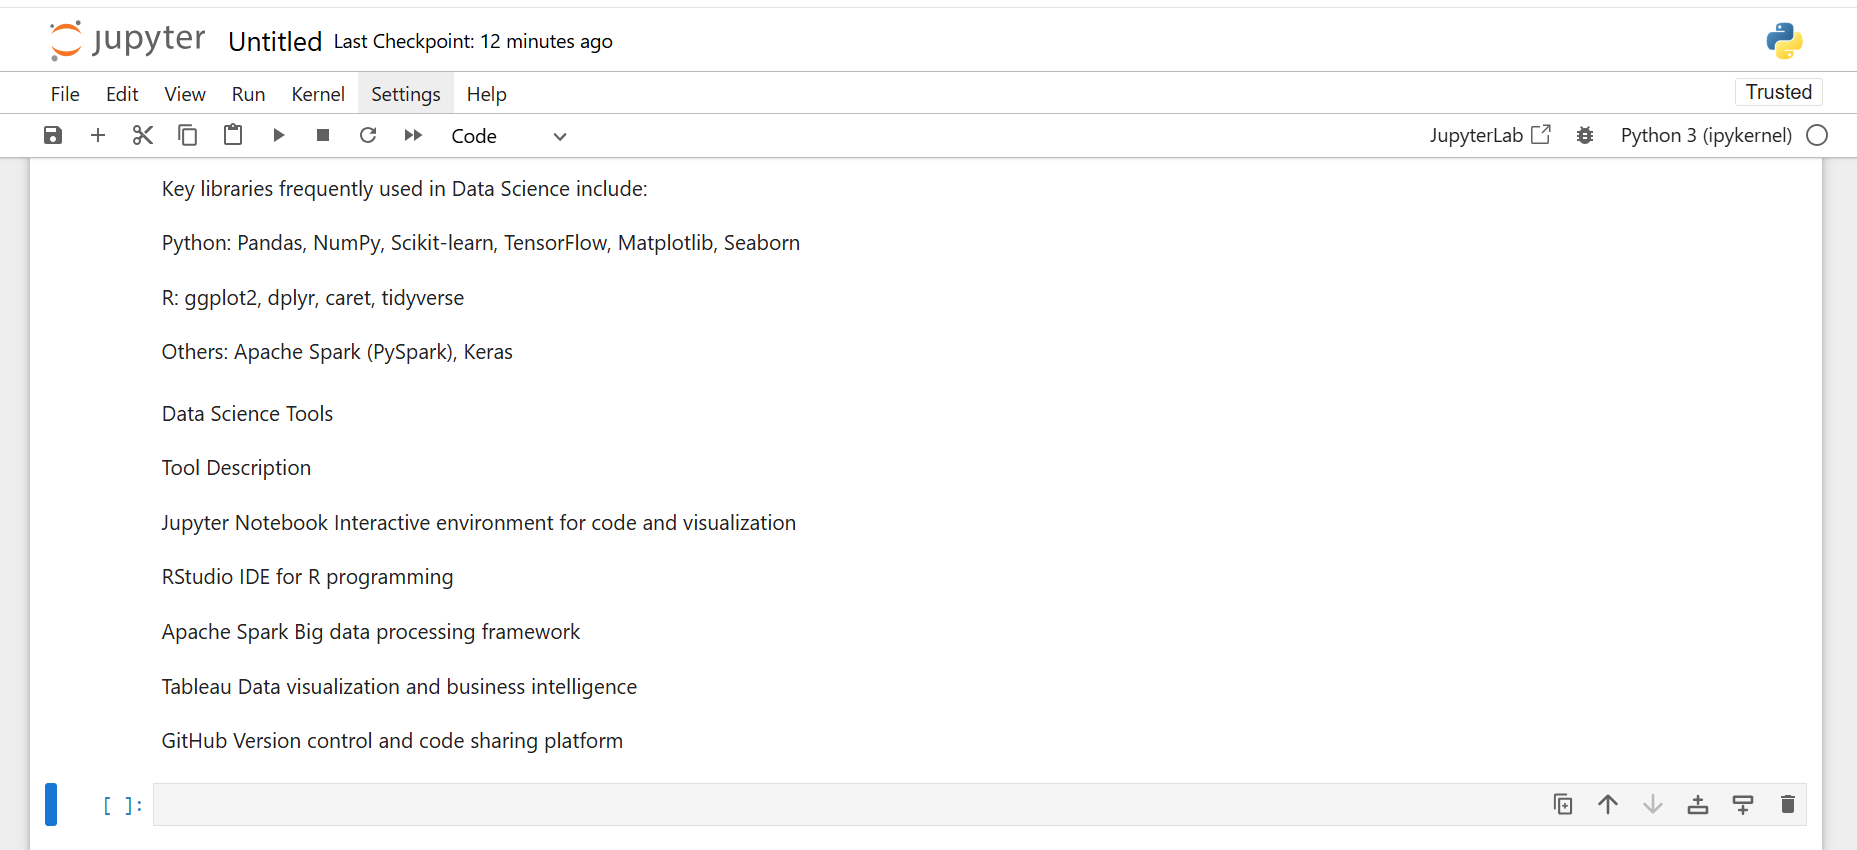 jupyter Untitled Last Checkpoint: 12 minutes ago
File Edit View Run Kernel Settings Help Trusted
Code JupyterLab Python 3 (ipykernel)
Key libraries frequently used in Data Science include:
Python: Pandas, NumPy, Scikit-learn, TensorFlow, Matplotlib, Seaborn
R: ggplot2, dplyr, caret, tidyverse
Others: Apache Spark (PySpark), Keras
Data Science Tools
Tool Description
Jupyter Notebook Interactive environment for code and visualization
RStudio IDE for R programming
Apache Spark Big data processing framework
Tableau Data visualization and business intelligence
GitHub Version control and code sharing platform
[ ]: